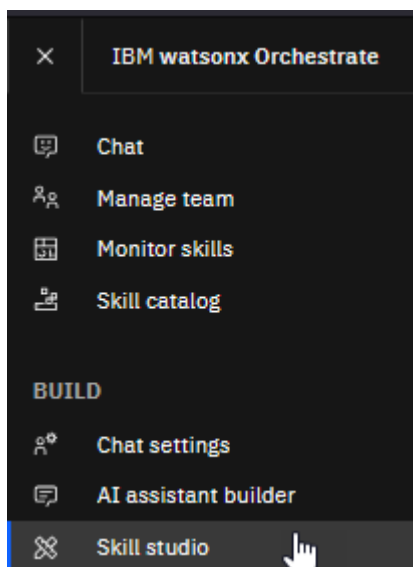 IBM watsonx Orchestrate
Chat
Manage team
Monitor skills
Skill catalog
BUILD
Chat settings
AI assistant builder
Skill studio